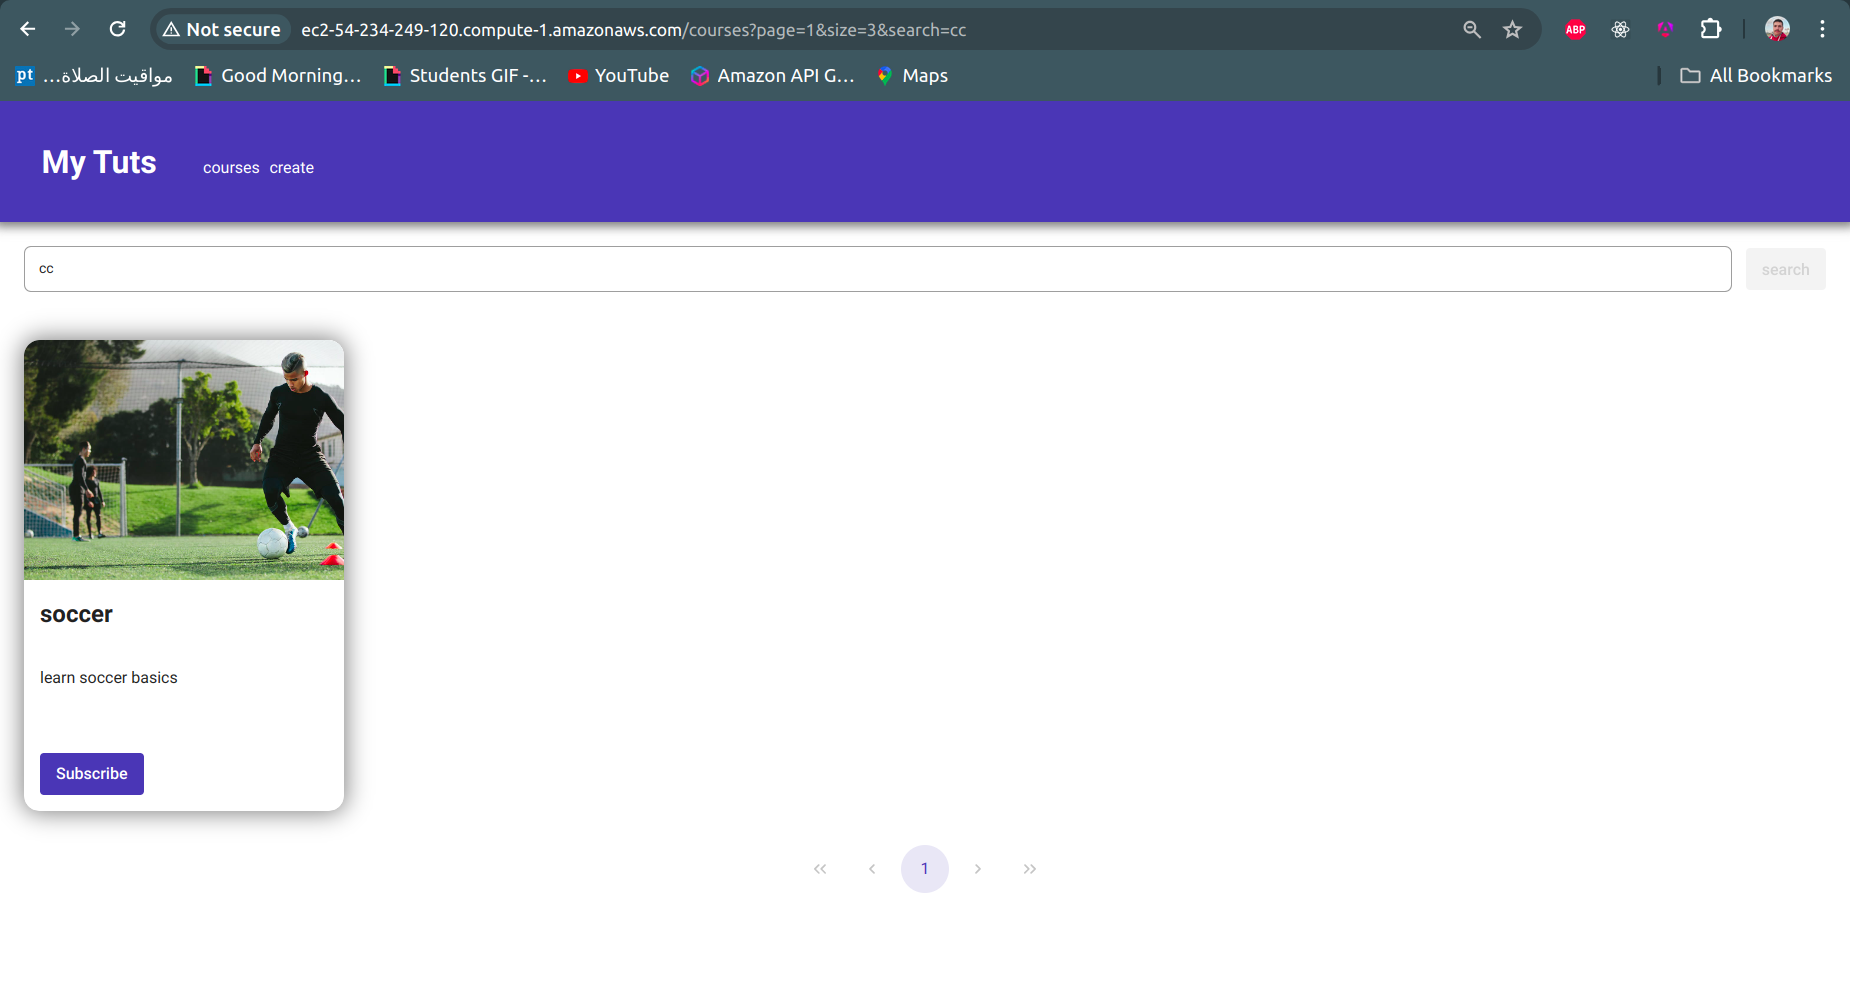 Not secure ec2-54-234-249-120.compute-1.amazonaws.com/courses?page=1&size=3&search=cc ABP
pt مواقيت الصلاة... Good Morning... Students GIF -... YouTube Amazon API G... Maps All Bookmarks
My Tuts courses create
cc search
soccer
learn soccer basics
Subscribe
« ‹ 1 › »